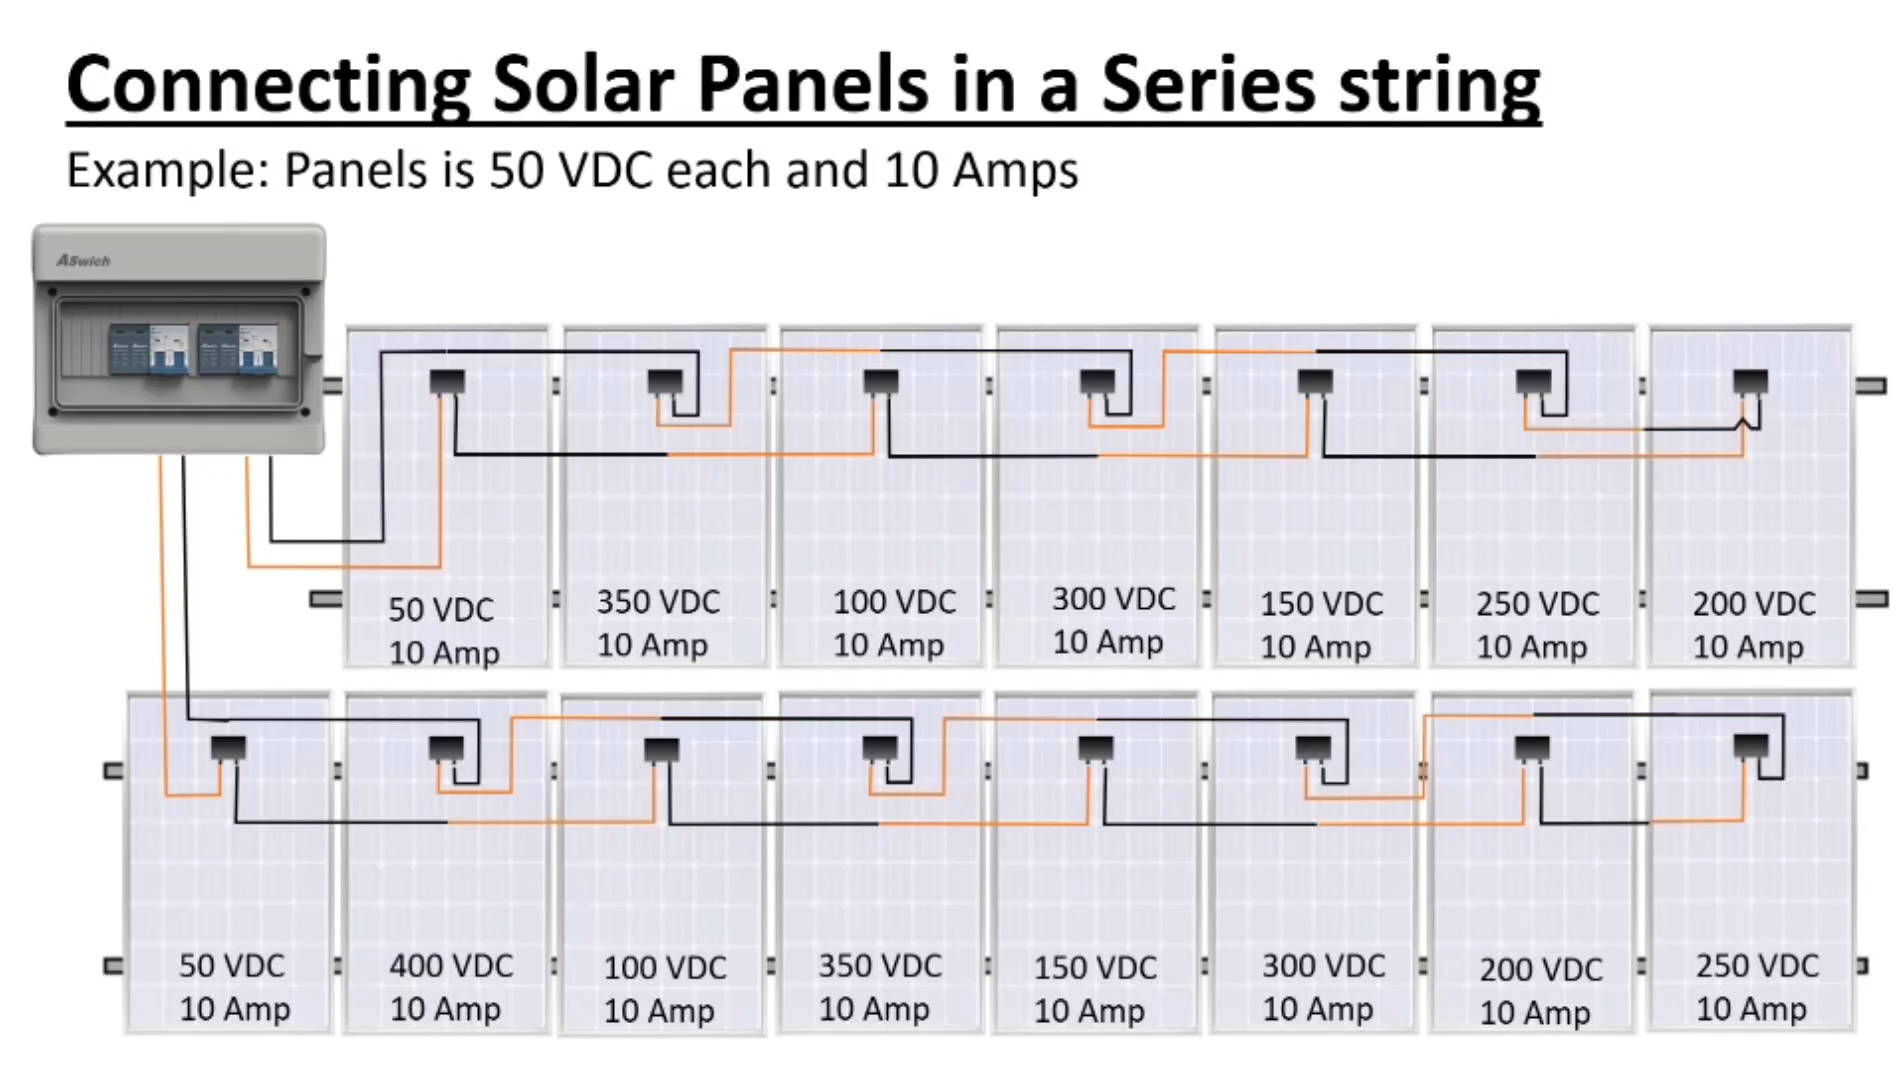 Connecting Solar Panels in a Series string
Example: Panels is 50 VDC each and 10 Amps
ASwich
50 VDC
10 Amp
350 VDC
10 Amp
100 VDC
10 Amp
300 VDC
10 Amp
150 VDC
10 Amp
250 VDC
10 Amp
200 VDC
10 Amp
50 VDC
10 Amp
400 VDC
10 Amp
100 VDC
10 Amp
350 VDC
10 Amp
150 VDC
10 Amp
300 VDC
10 Amp
200 VDC
10 Amp
250 VDC
10 Amp